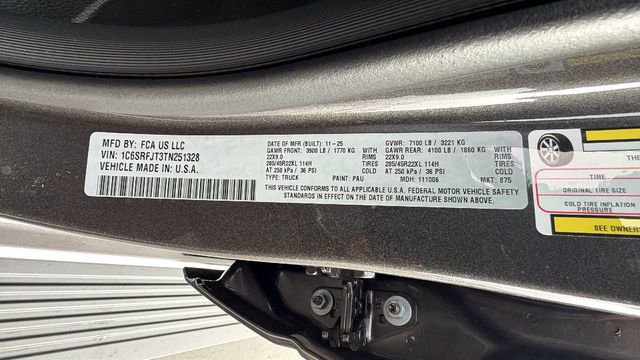 MFD BY: FCA US LLC
VIN: 1C6SRFJT3TN251328
VEHICLE MADE IN U.S.A.
DATE OF MFR (BUILT): 11-25
GAWR FRONT: 3900 LB / 1770 KG
22X9.0
285/45R22XL 114H
AT 250 kPa / 36 PSI
TYPE: TRUCK
RIMS
TIRES
COLD
PAINT: PAU
GVWR: 7100 LB / 3221 KG
GAWR REAR: 4100 LB / 1860 KG
22X9.0
285/45R22XL 114H
AT 250 kPa / 36 PSI
MDH: 111006
RIMS
TIRES
COLD
MKT: 875
THIS VEHICLE CONFORMS TO ALL APPLICABLE U.S.A. FEDERAL MOTOR VEHICLE SAFETY
STANDARDS IN EFFECT ON THE DATE OF MANUFACTURE SHOWN ABOVE
TIRE
ORIGINAL TIRE SIZE
COLD TIRE INFLATION
PRESSURE
SEE OWNER